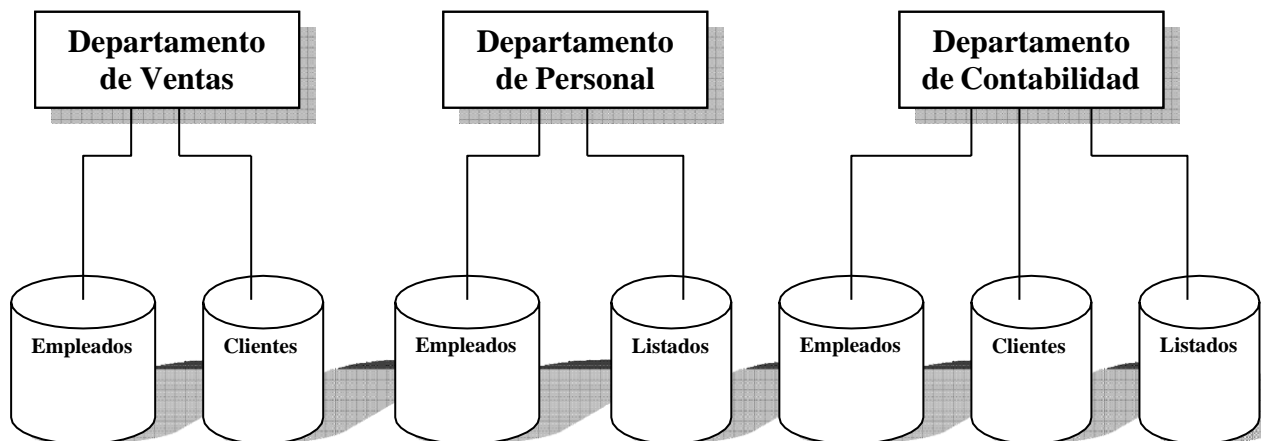 Departamento
de Ventas
Departamento
de Personal
Departamento
de Contabilidad
Empleados
Clientes
Empleados
Listados
Empleados
Clientes
Listados